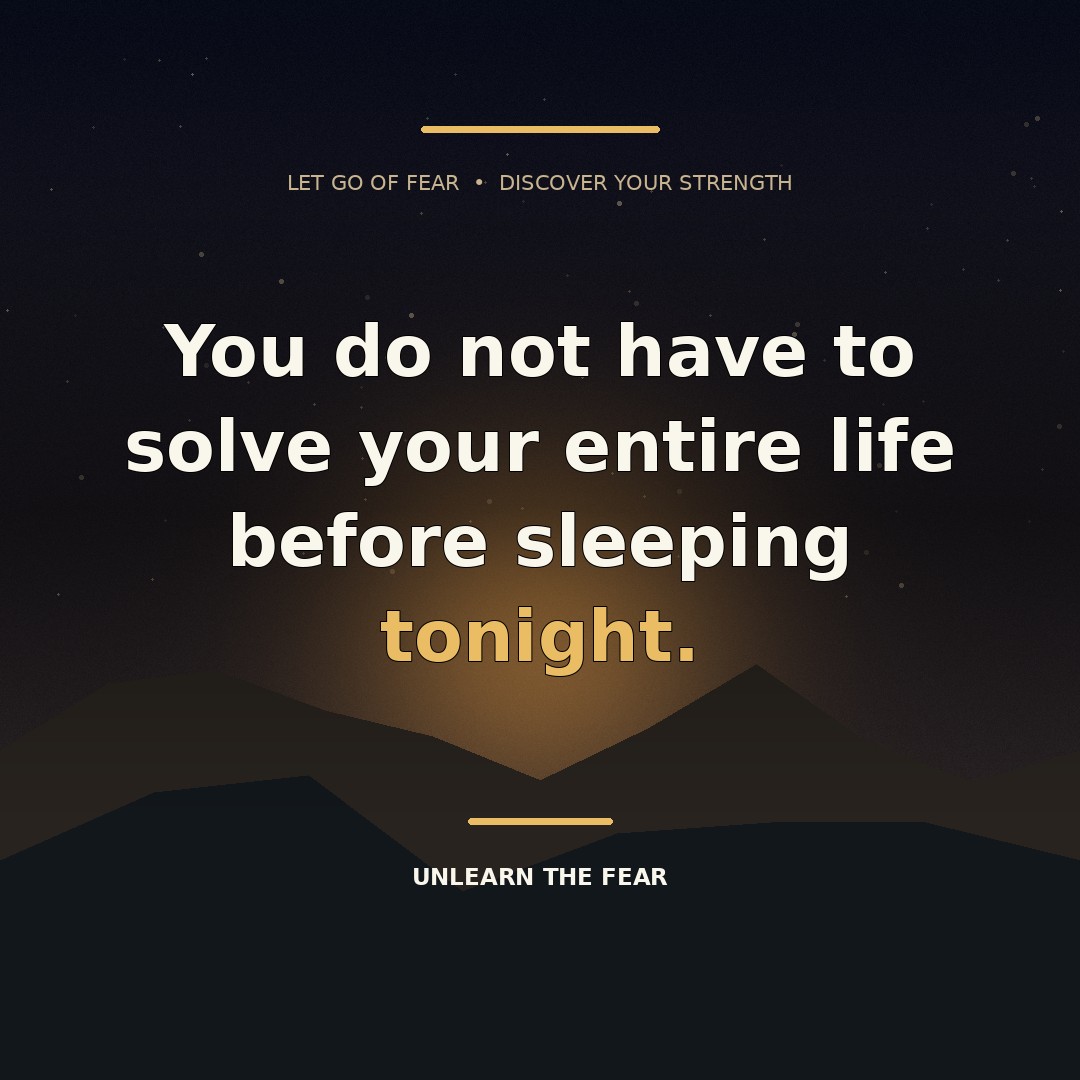 LET GO OF FEAR • DISCOVER YOUR STRENGTH
You do not have to
solve your entire life
before sleeping
tonight.
UNLEARN THE FEAR